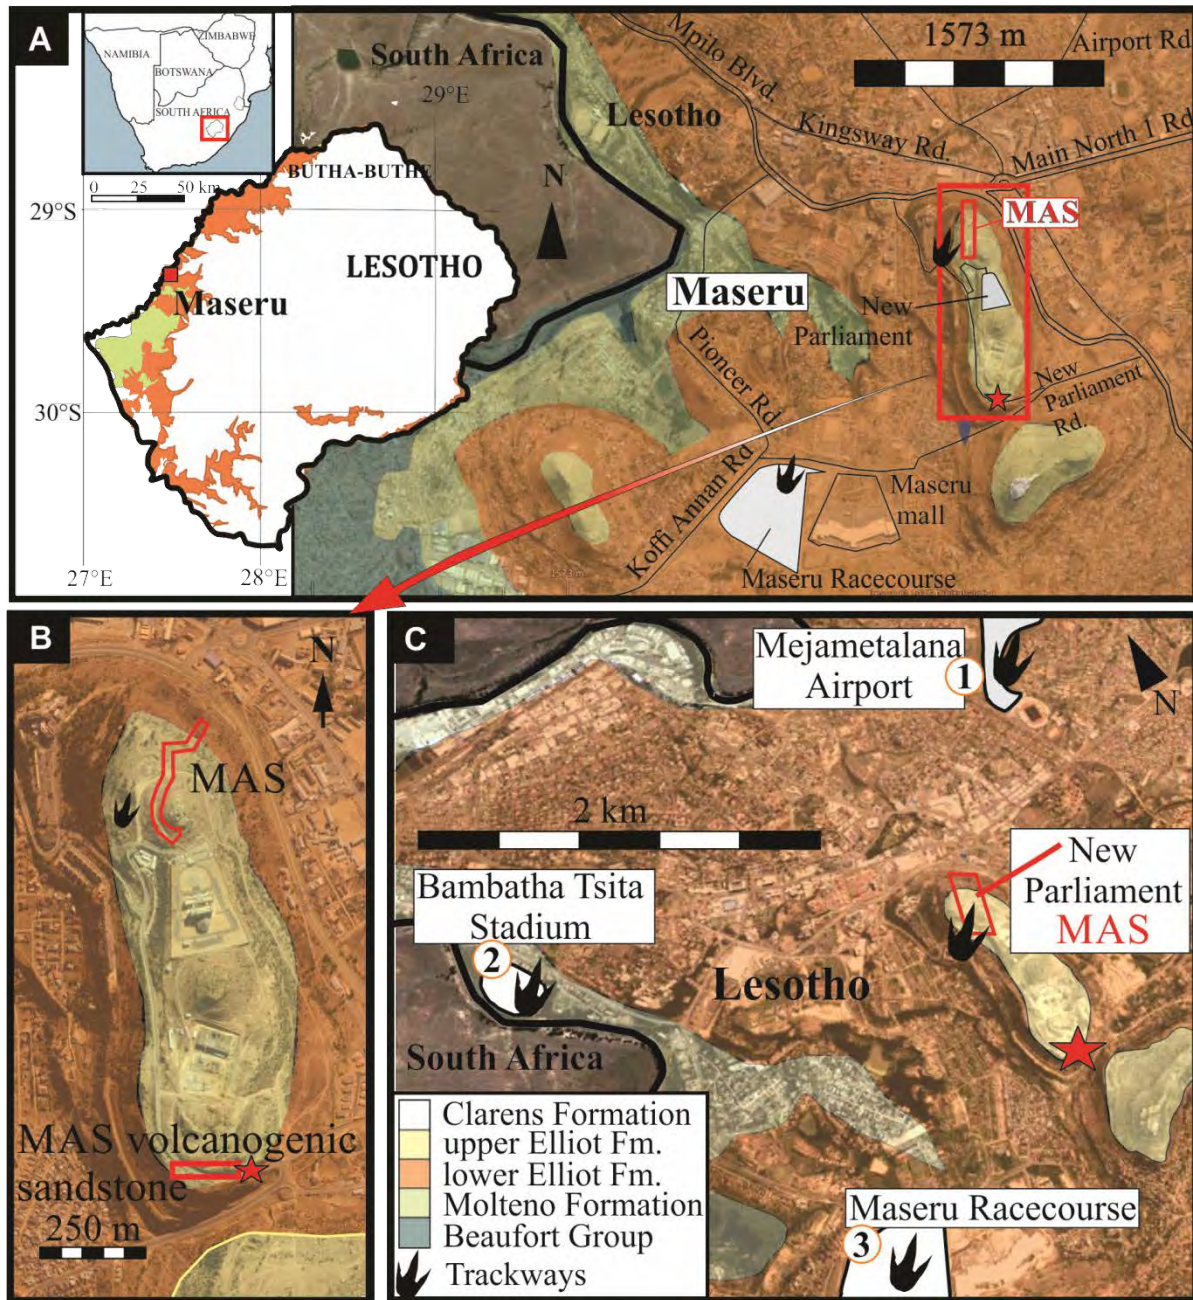 A
NAMIBIA
ZIMBABWE
BOTSWANA
SOUTH AFRICA
0 25 50 km
29°S
30°S
27°E
28°E
BUTHA-BUTHE
LESOTHO
Maseru
South Africa
29°E
N
Lesotho
Mpilo Blvd.
1573 m
Airport Rd.
Kingsway Rd.
Main North 1 Rd.
MAS
Maseru
New
Parliament
Pioneer Rd
New
Parliament
Rd.
Koffi Annan Rd
Maseru
mall
Maseru Racecourse
B
N
MAS
MAS volcanogenic
sandstone
250 m
C
Mejametalana
Airport
1
N
2 km
Bambatha Tsita
Stadium
2
New
Parliament
MAS
Lesotho
South Africa
Clarens Formation
upper Elliot Fm.
lower Elliot Fm.
Molteno Formation
Beaufort Group
Trackways
Maseru Racecourse
3